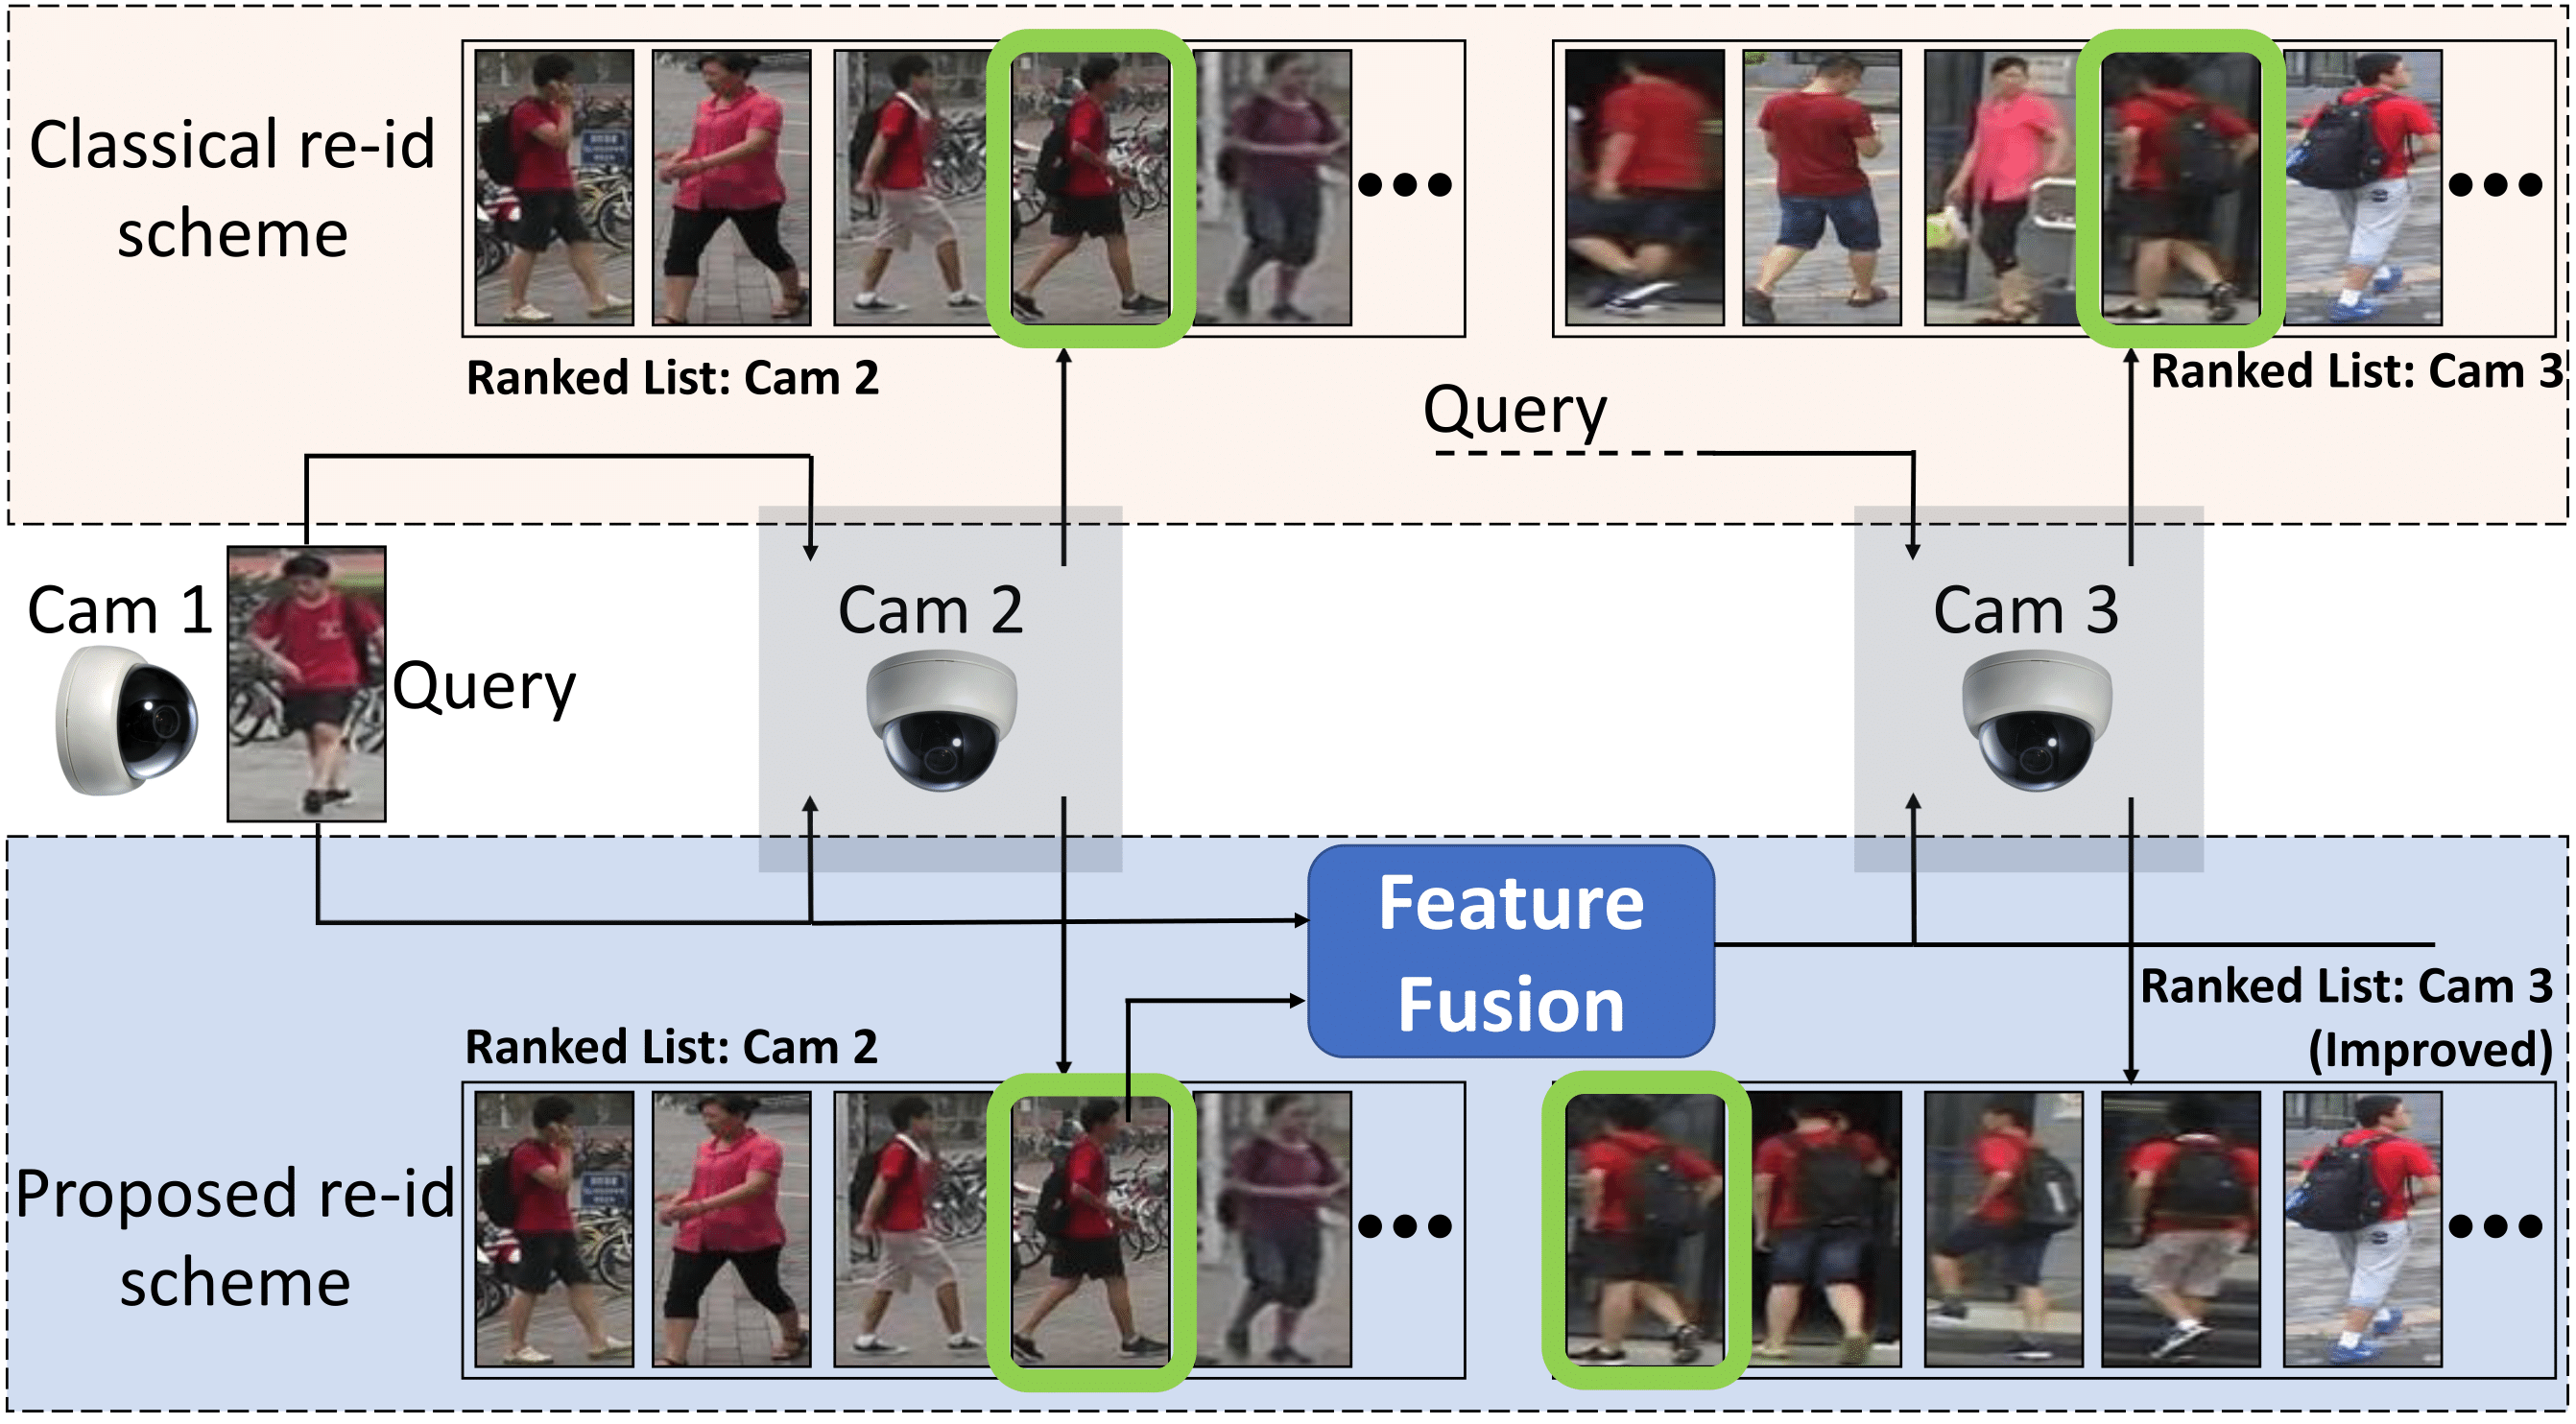 Classical re-id
scheme
Ranked List: Cam 2
Ranked List: Cam 3
Query
Cam 1
Query
Cam 2
Cam 3
Feature
Fusion
Ranked List: Cam 3
(Improved)
Ranked List: Cam 2
Proposed re-id
scheme